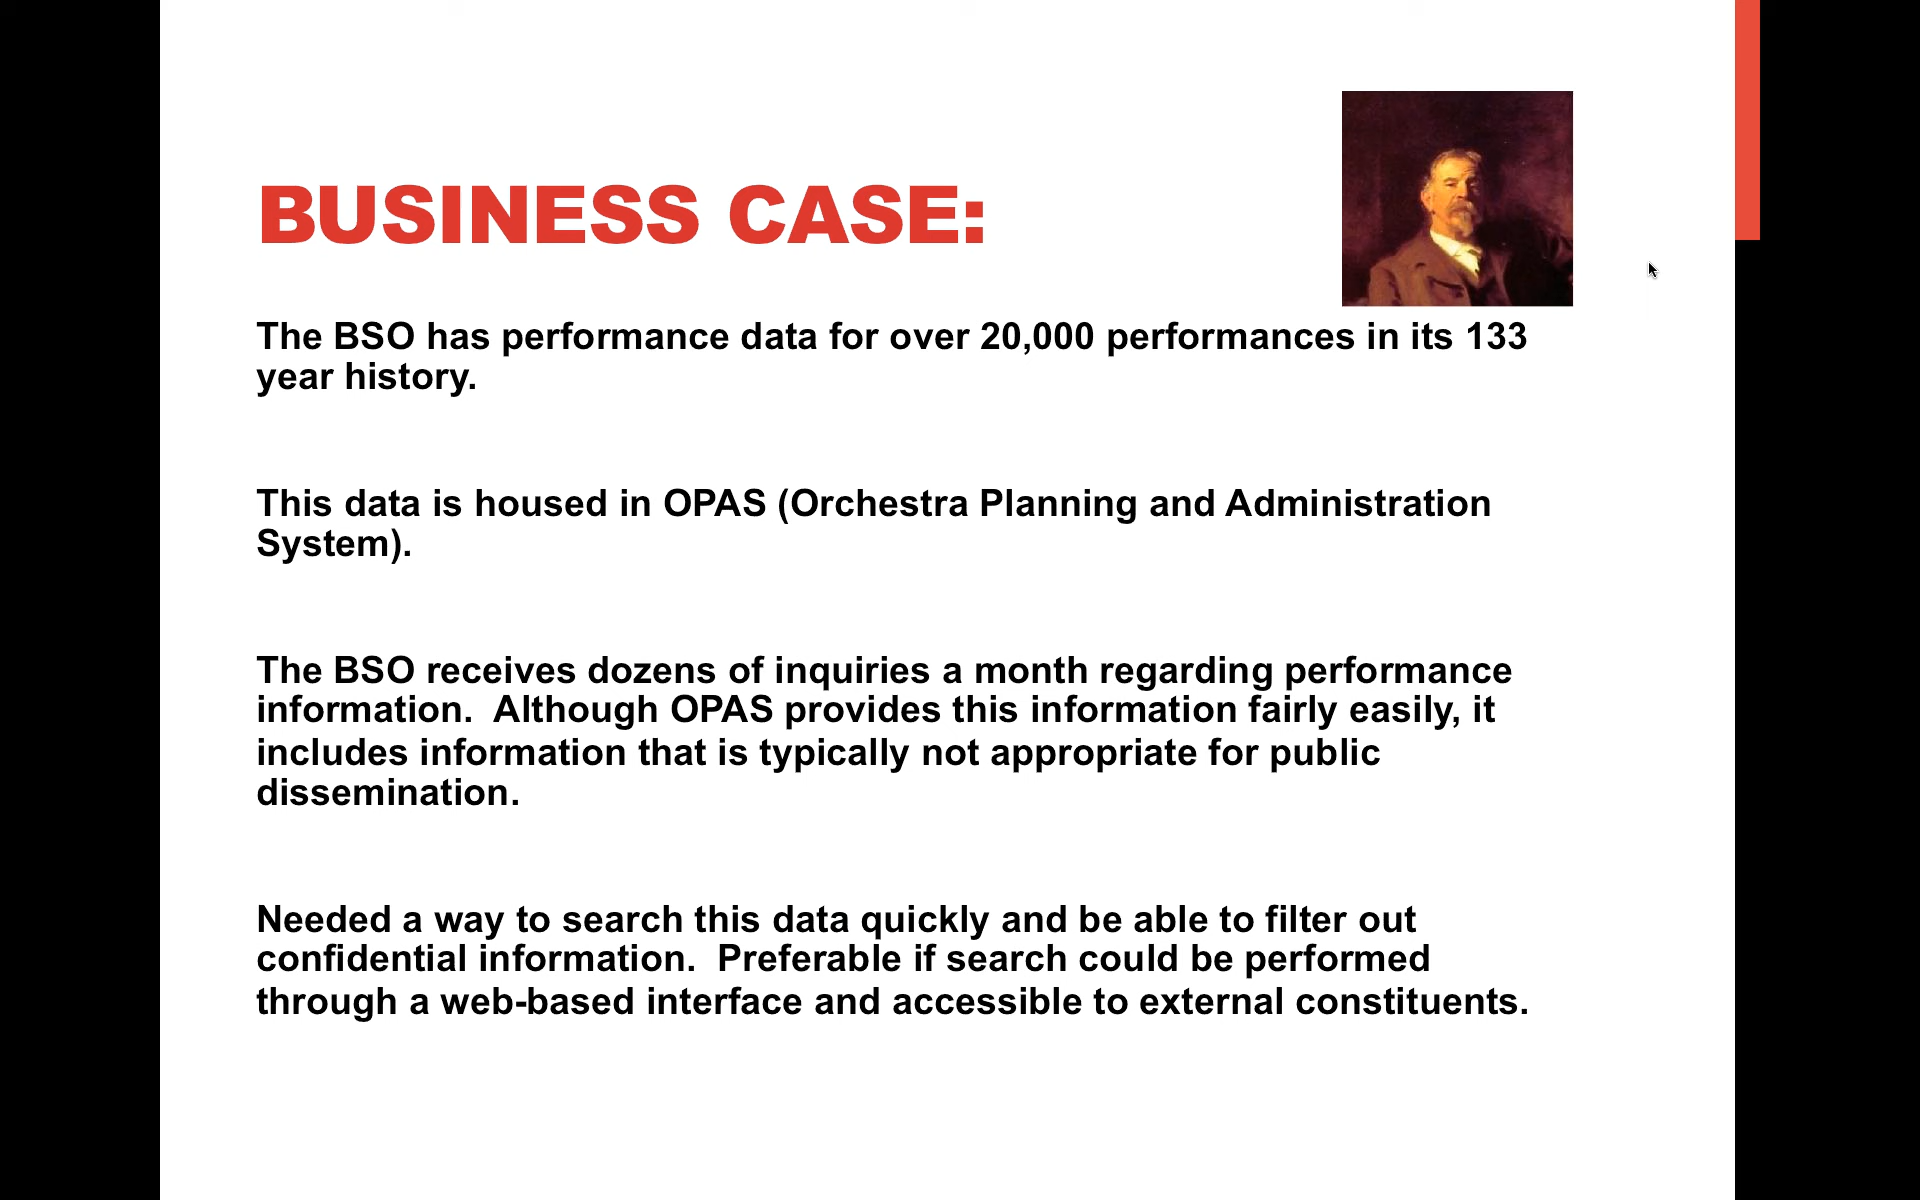 BUSINESS CASE:
The BSO has performance data for over 20,000 performances in its 133
year history.
This data is housed in OPAS (Orchestra Planning and Administration
System).
The BSO receives dozens of inquiries a month regarding performance
information.  Although OPAS provides this information fairly easily, it
includes information that is typically not appropriate for public
dissemination.
Needed a way to search this data quickly and be able to filter out
confidential information.  Preferable if search could be performed
through a web-based interface and accessible to external constituents.